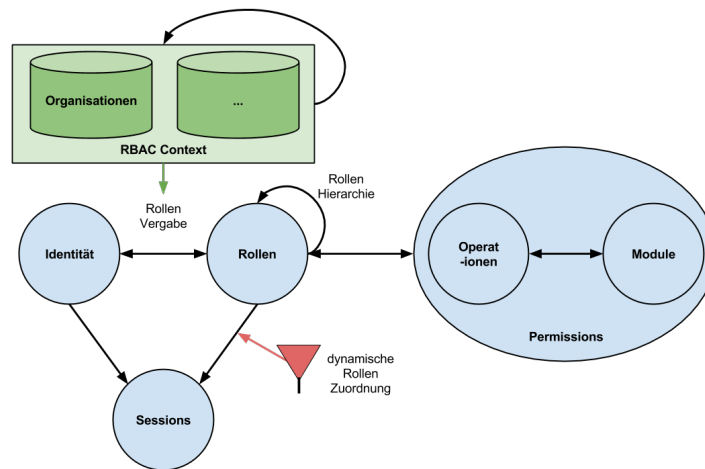 Organisationen
...
RBAC Context
Rollen
Hierarchie
Rollen
Vergabe
Identität
Rollen
Operat
-ionen
Module
Permissions
dynamische
Rollen
Zuordnung
Sessions